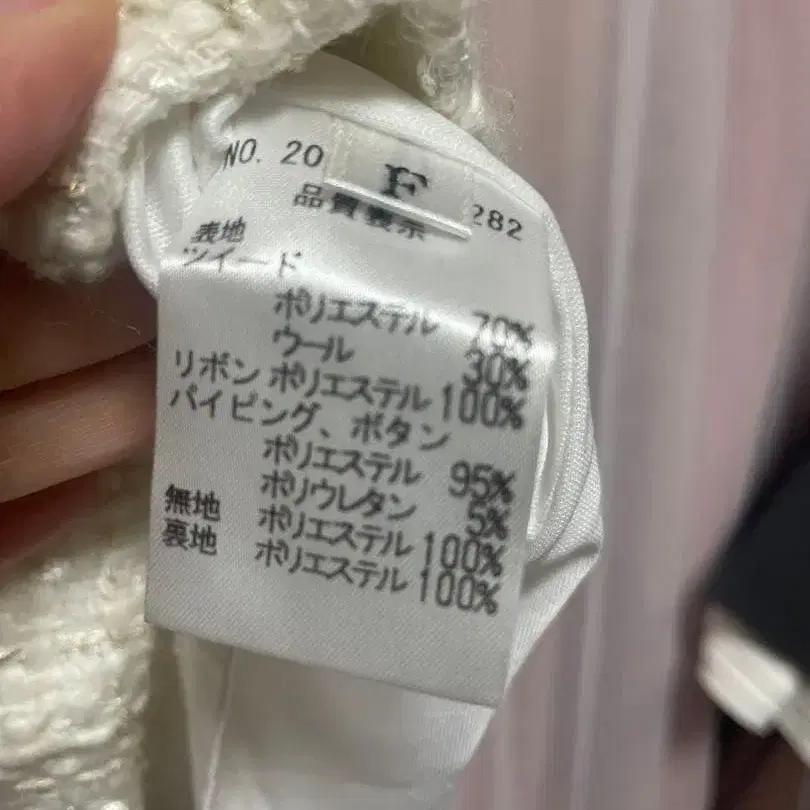 NO. 20 282
F
品質表示
表地
ツイード
ポリエステル 70%
ウール 30%
リボン ポリエステル 100%
パイピング、ボタン
ポリエステル 95%
ポリウレタン 5%
無地 ポリエステル 100%
裏地 ポリエステル 100%